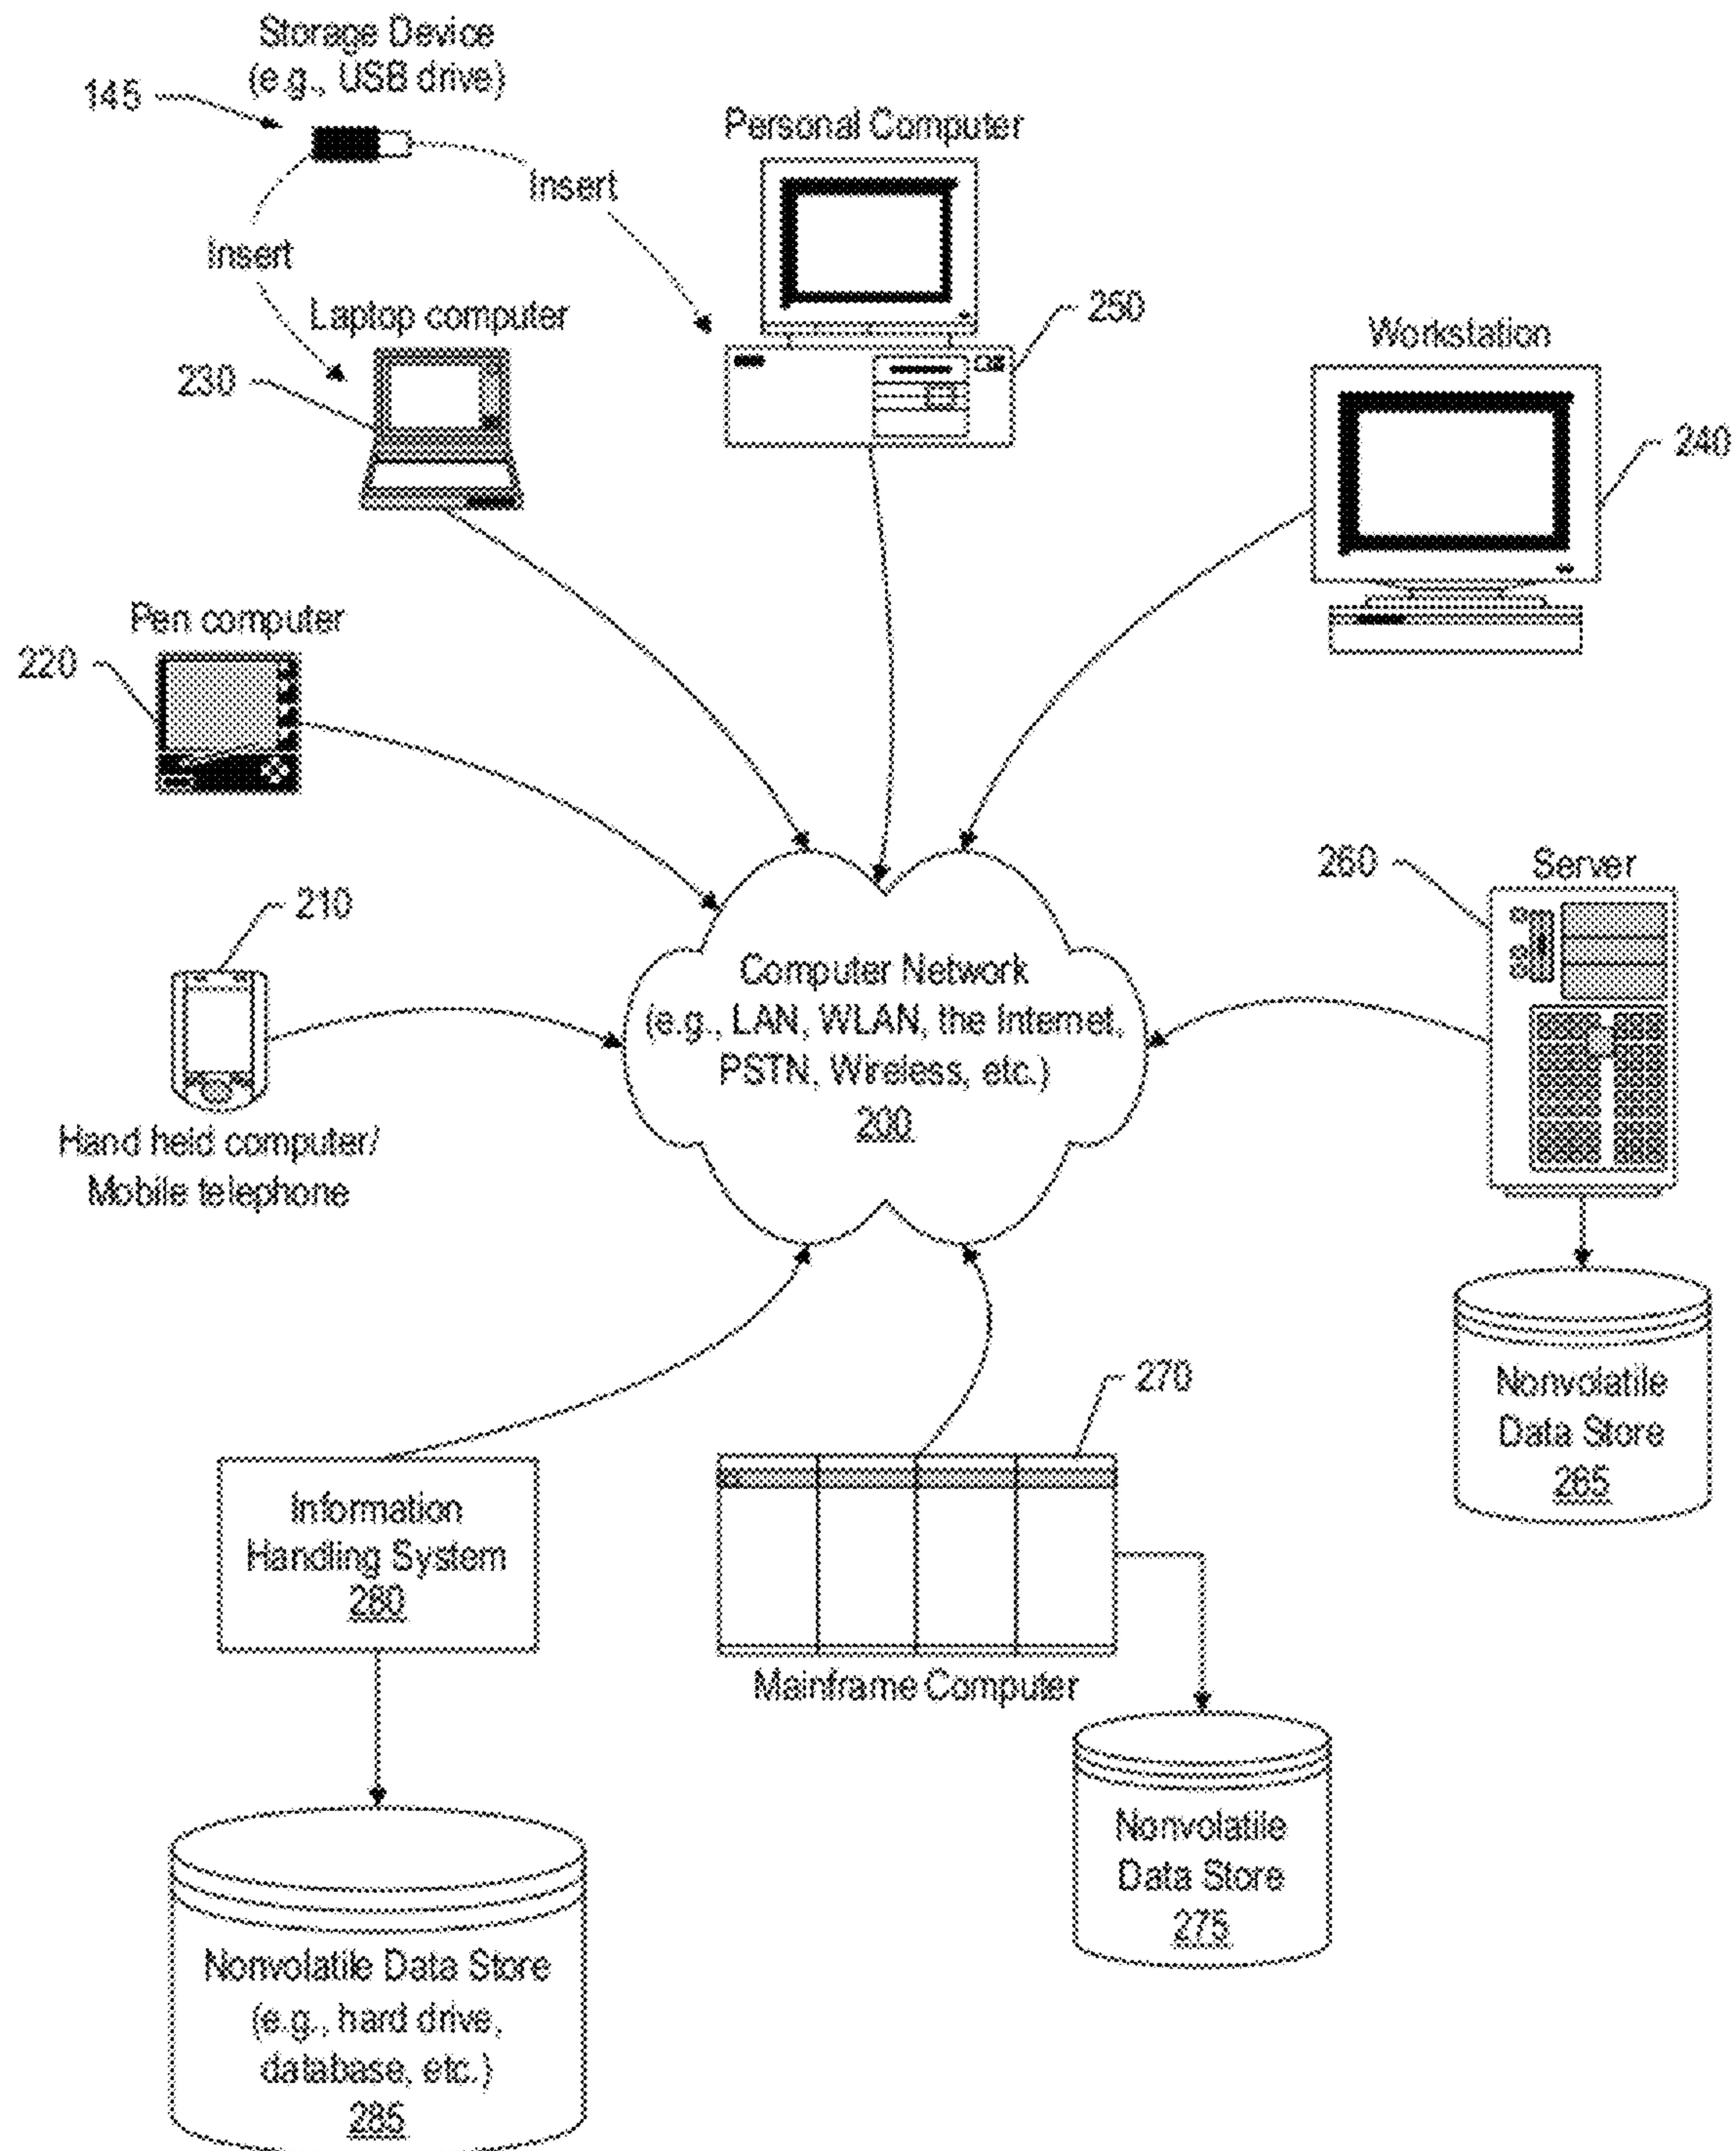 Storage Device
(e.g., USB drive)
145
Insert
Insert
Personal Computer
250
Laptop computer
230
Workstation
240
Pen computer
220
210
Hand held computer/
Mobile telephone
Computer Network
(e.g., LAN, WLAN, the Internet,
PSTN, Wireless, etc.)
200
260
Server
Nonvolatile
Data Store
265
270
Mainframe Computer
Nonvolatile
Data Store
275
Information
Handling System
280
Nonvolatile Data Store
(e.g., hard drive,
database, etc.)
285